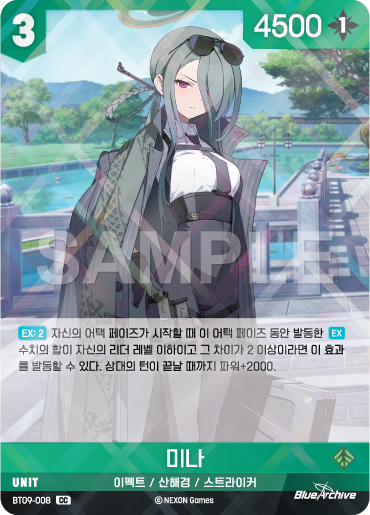 3
4500
1
SAMPLE
EX: 2 자신의 어택 페이즈가 시작할 때 이 어택 페이즈 동안 발동한 EX
수치의 합이 자신의 리더 레벨 이하이고 그 차이가 2 이상이라면 이 효과
를 발동할 수 있다. 상대의 턴이 끝날 때까지 파워+2000.
미나
UNIT
이펙트 / 산해경 / 스트라이커
BT09-008 CC
© NEXON Games
BlueArchive